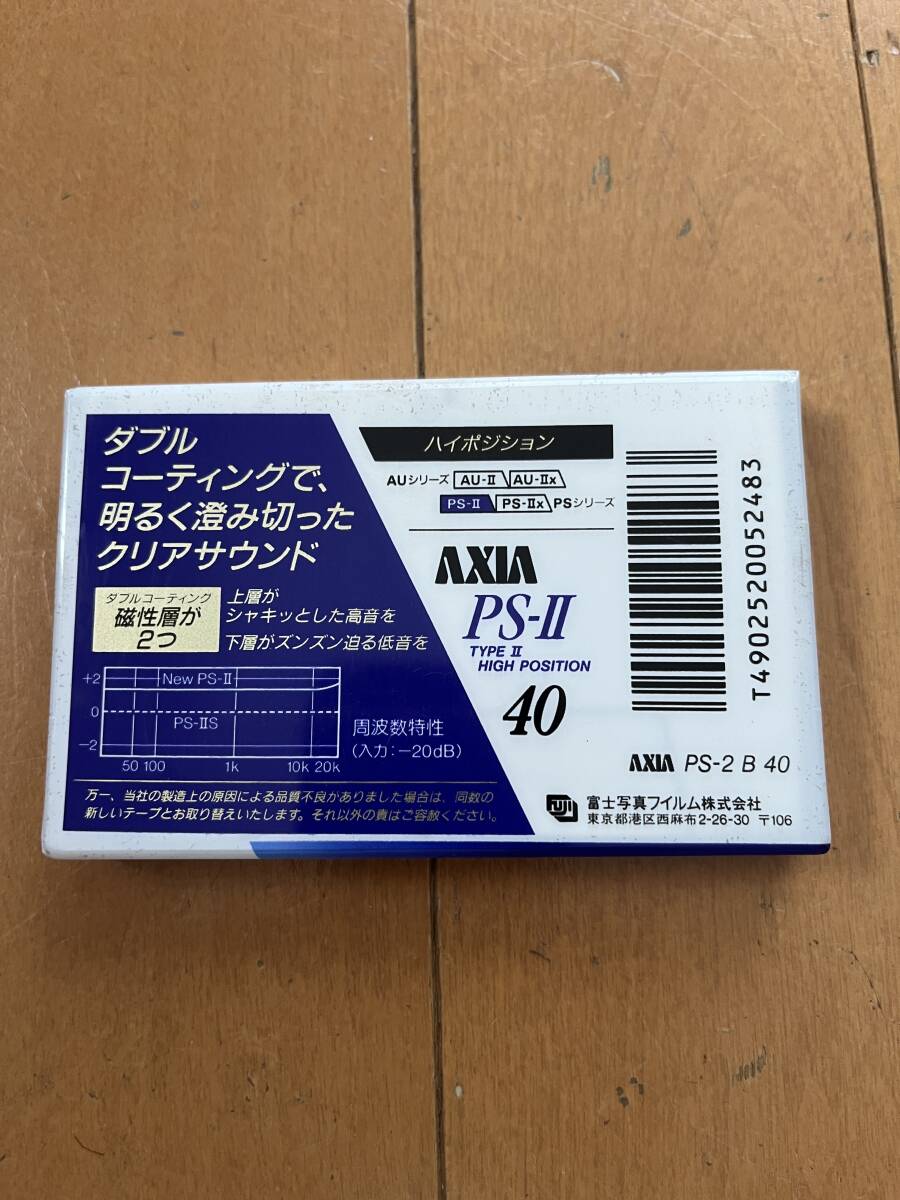 ダブル
コーティングで、
明るく澄み切った
クリアサウンド
ダブルコーティング
磁性層が
2つ
上層が
シャキッとした高音を
下層がズンズン迫る低音を
+2
0
−2
New PS-II
PS-IIS
50 100 1k 10k 20k
周波数特性
(入力:−20dB)
万一、当社の製造上の原因による品質不良がありました場合は、同数の
新しいテープとお取り替えいたします。それ以外の責はご容赦ください。
ハイポジション
AUシリーズ AU-II AU-IIx
PS-II PS-IIx PSシリーズ
AXIA
PS-II
TYPE II
HIGH POSITION
40
T4902520052483
AXIA PS-2 B 40
FUJI 富士写真フイルム株式会社
東京都港区西麻布2-26-30 〒106